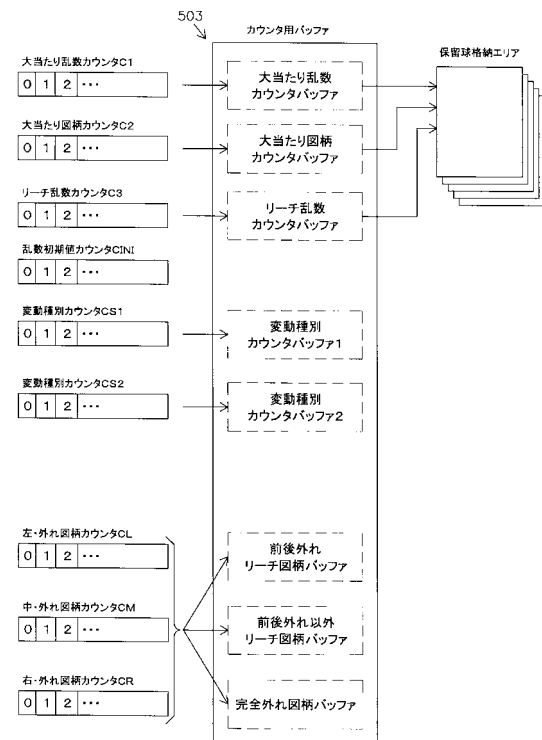 503
カウンタ用バッファ
保留球格納エリア
大当たり乱数カウンタC1
0 1 2 ･･･
大当たり乱数
カウンタバッファ
大当たり図柄カウンタC2
0 1 2 ･･･
大当たり図柄
カウンタバッファ
リーチ乱数カウンタC3
0 1 2 ･･･
リーチ乱数
カウンタバッファ
乱数初期値カウンタCINI
0 1 2 ･･･
変動種別カウンタCS1
0 1 2 ･･･
変動種別
カウンタバッファ1
変動種別カウンタCS2
0 1 2 ･･･
変動種別
カウンタバッファ2
左･外れ図柄カウンタCL
0 1 2 ･･･
前後外れ
リーチ図柄バッファ
中･外れ図柄カウンタCM
0 1 2 ･･･
前後外れ以外
リーチ図柄バッファ
右･外れ図柄カウンタCR
0 1 2 ･･･
完全外れ図柄バッファ